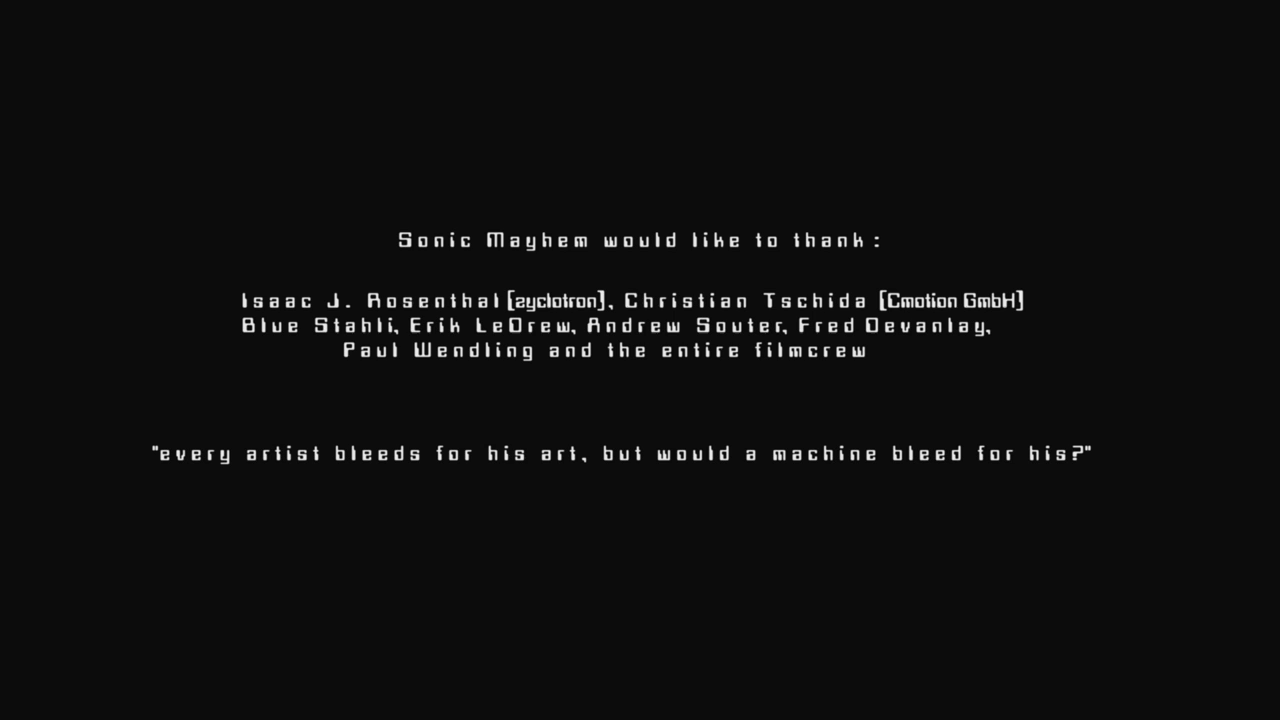 Sonic Mayhem would like to thank:
Isaac J. Rosenthal [zyclotron], Christian Tschida [Cmotion GmbH]
Blue Stahli, Erik LeDrew, Andrew Souter, Fred Devanlay,
Paul Wendling and the entire filmcrew
"every artist bleeds for his art, but would a machine bleed for his?"